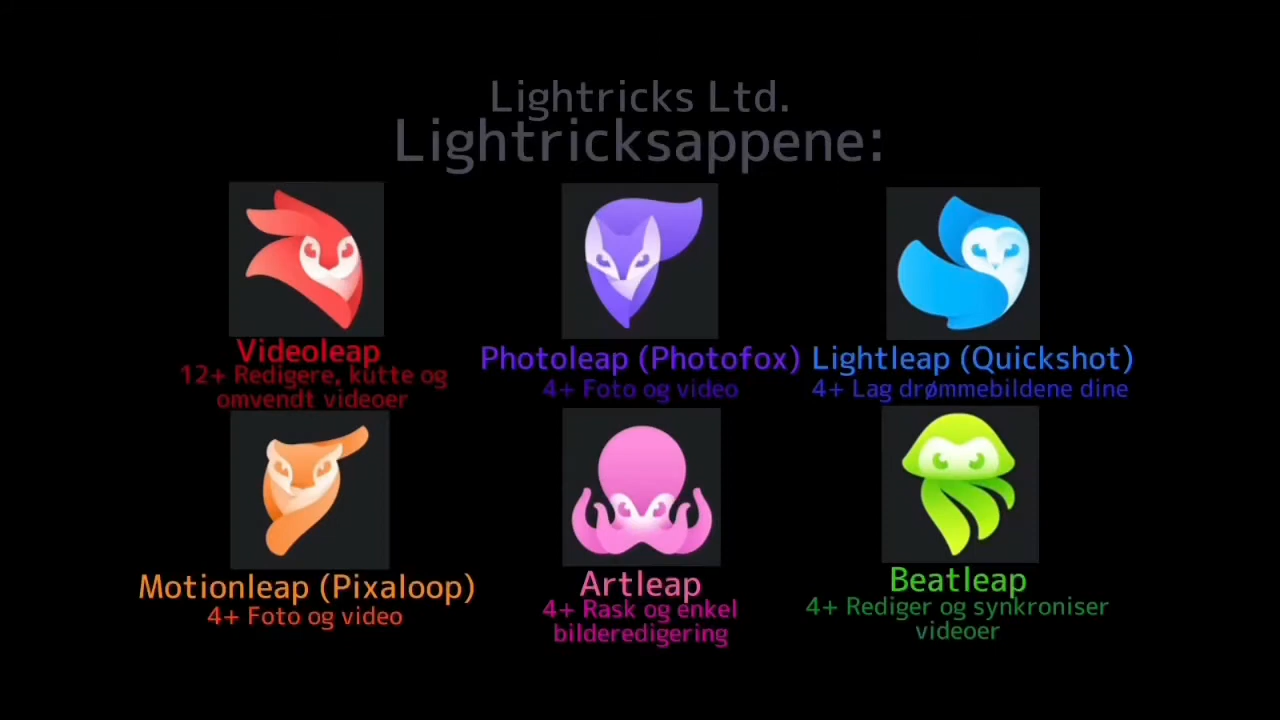 Lightricks Ltd.
Lightricksappene:
Videoleap
12+ Redigere, kutte og
omvendt videoer
Photoleap (Photofox)
4+ Foto og video
Lightleap (Quickshot)
4+ Lag drømmebildene dine
Motionleap (Pixaloop)
4+ Foto og video
Artleap
4+ Rask og enkel
bilderedigering
Beatleap
4+ Rediger og synkroniser
videoer